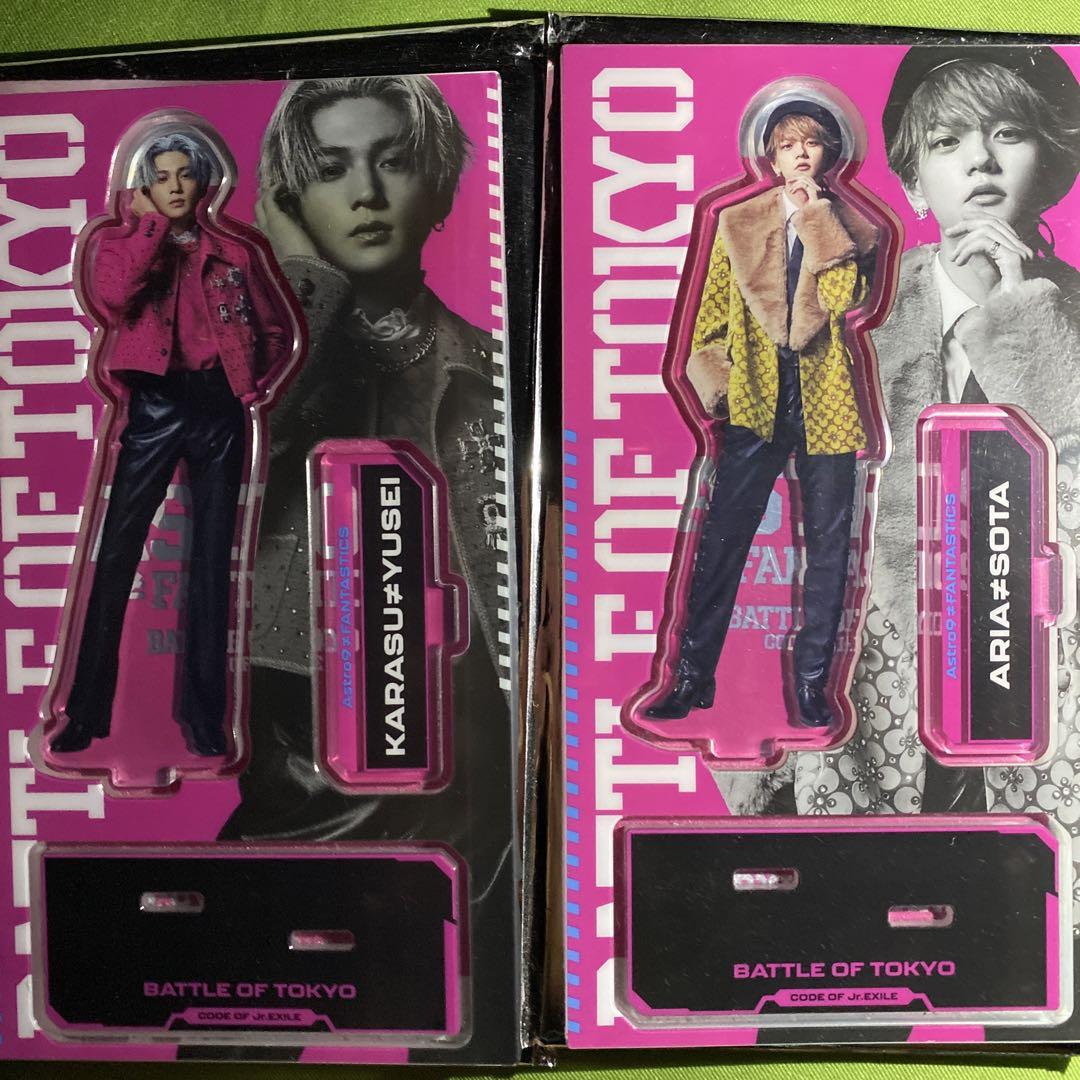 BATTLE OF TOKYO
Astro9≠FANTASTICS
KARASU≠YUSEI
BATTLE OF TOKYO
CODE OF Jr.EXILE
BATTLE OF TOKYO
Astro9≠FANTASTICS
ARIA≠SOTA
BATTLE OF TOKYO
CODE OF Jr.EXILE